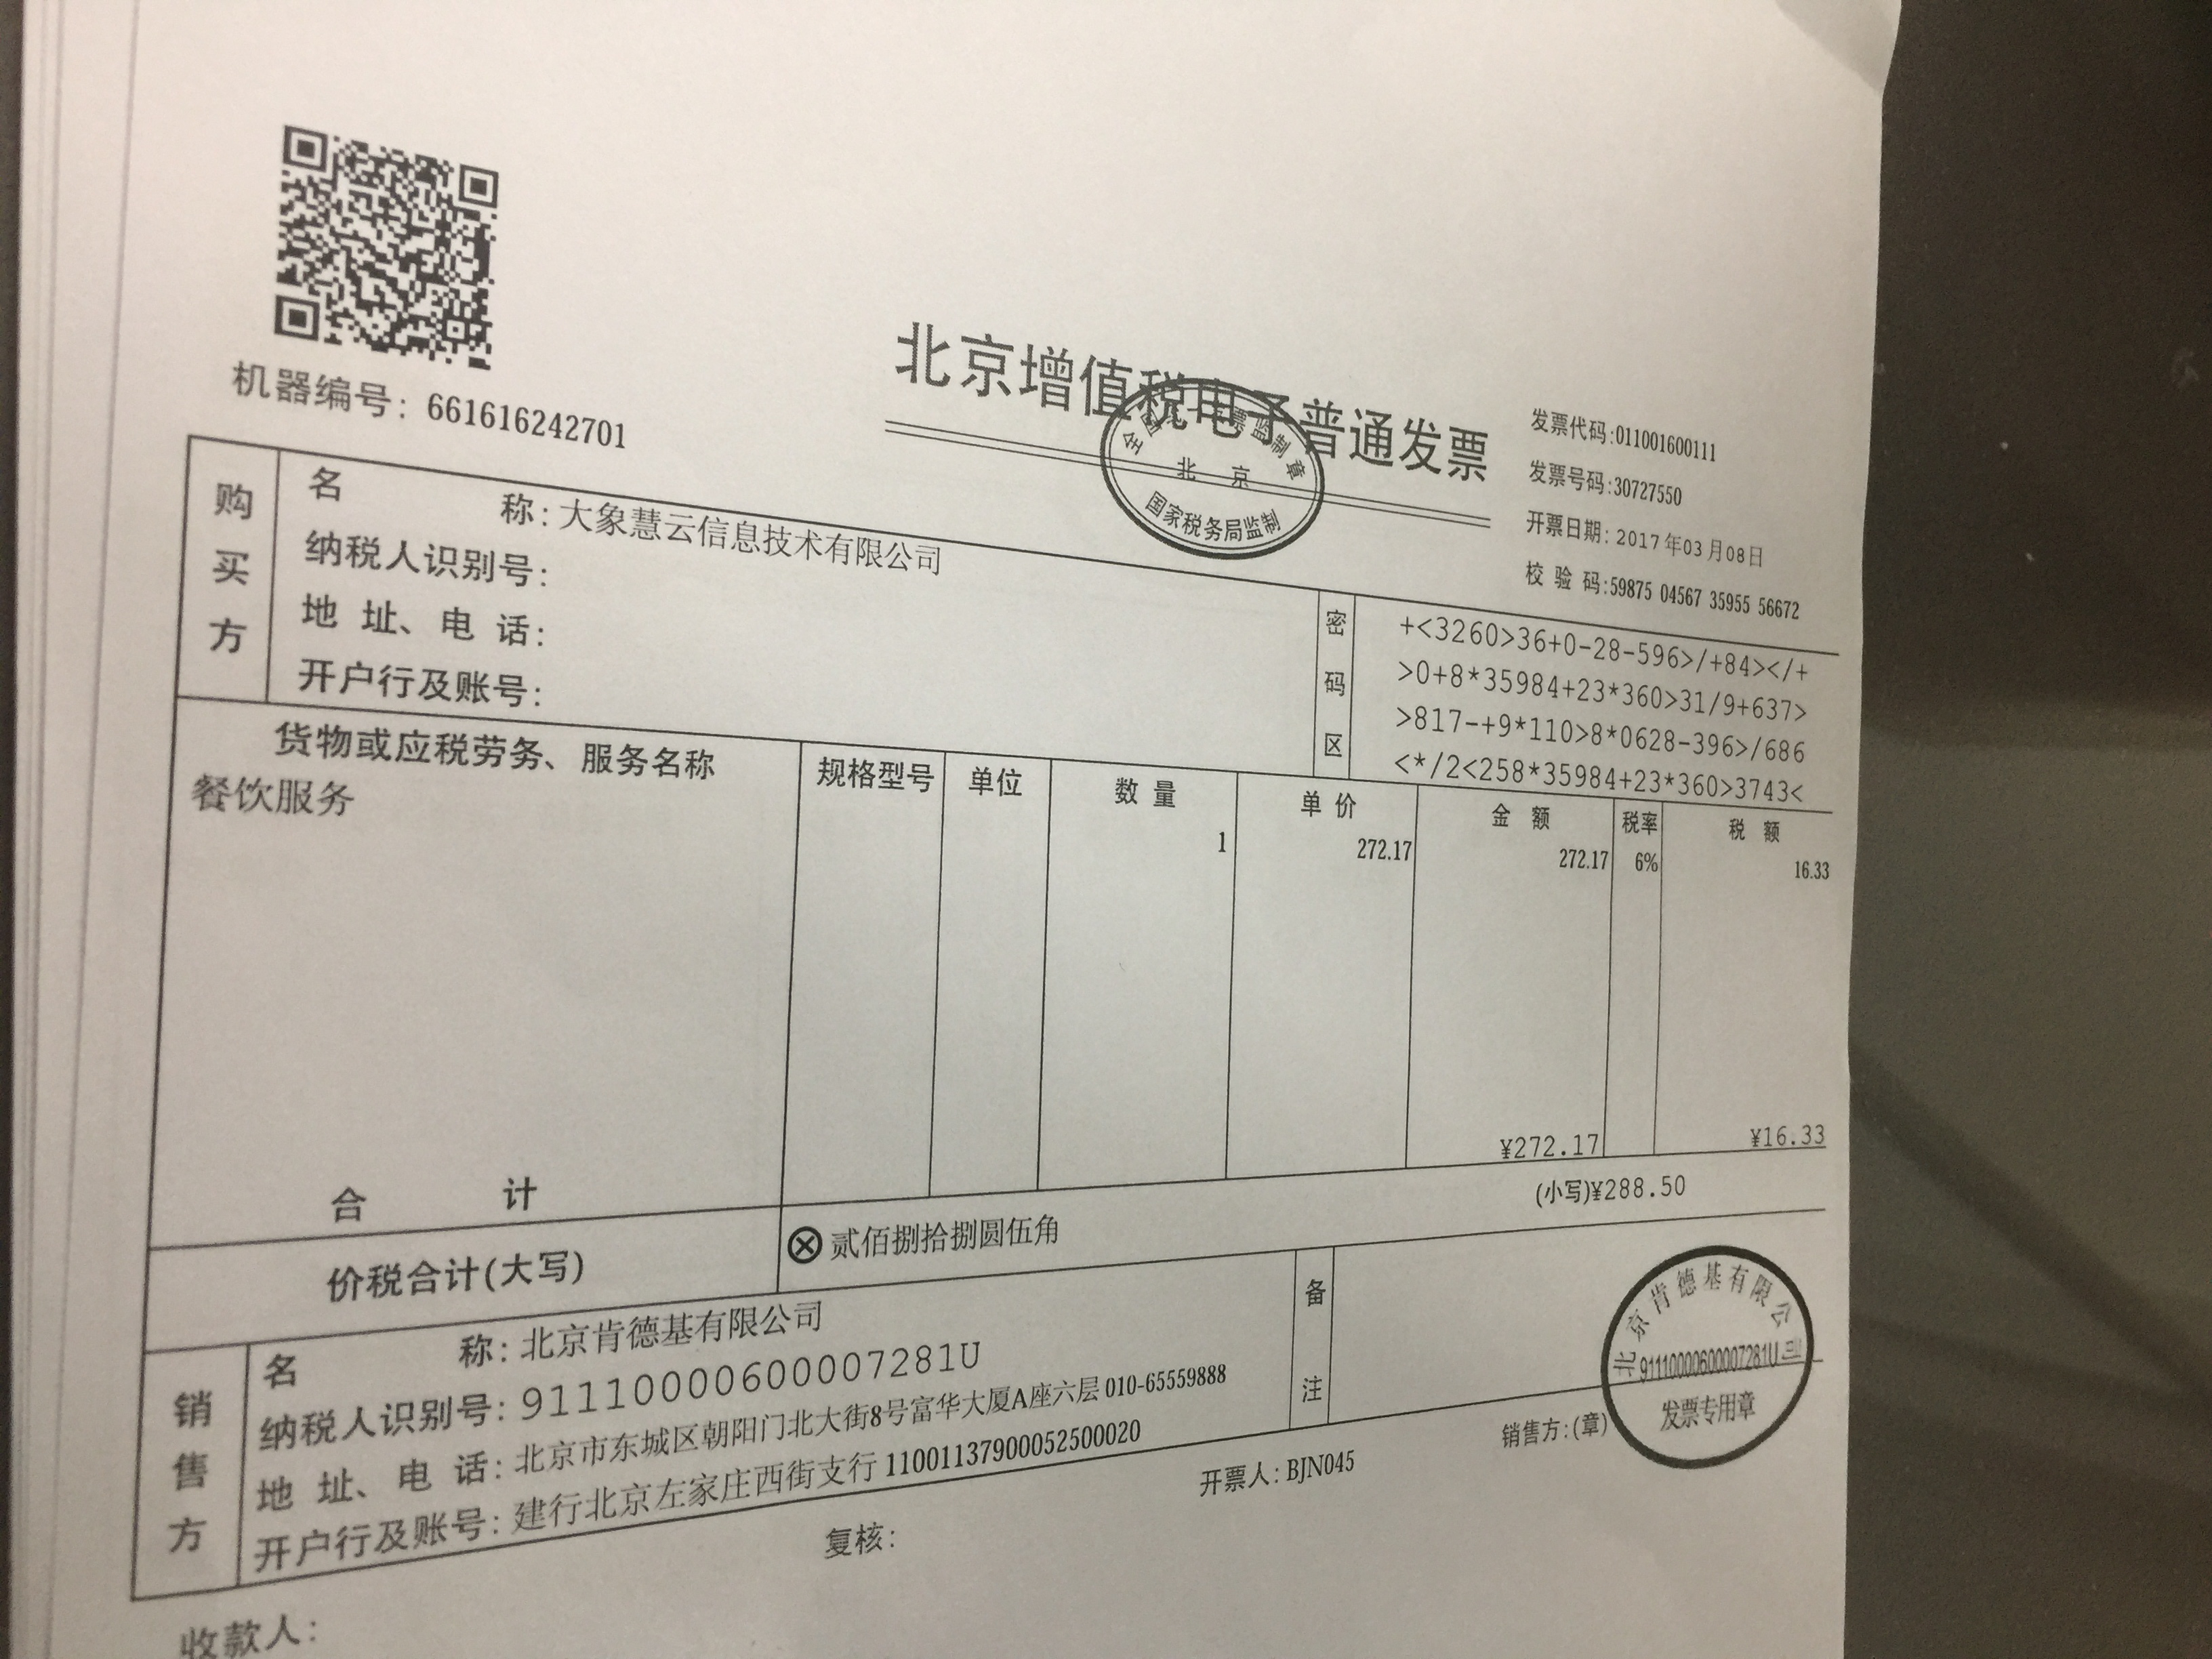 机器编号: 661616242701
北京增值税电子普通发票
全国 票监制章
北 京
国家税务局监制
发票代码:011001600111
发票号码:30727550
开票日期: 2017年03月08日
校 验 码:59875 04567 35955 56672
购买方
名 称: 大象慧云信息技术有限公司
纳税人识别号:
地 址、电 话:
开户行及账号:
密码区
+<3260>36+0-28-596>/+84></+
>0+8*35984+23*360>31/9+637>
>817-+9*110>8*0628-396>/686
<*/2<258*35984+23*360>3743<
货物或应税劳务、服务名称 规格型号 单位 数 量 单 价 金 额 税率 税 额
餐饮服务 1 272.17 272.17 6% 16.33
合 计 ¥272.17 ¥16.33
价税合计(大写) ⊗贰佰捌拾捌圆伍角 (小写)¥288.50
销售方
名 称: 北京肯德基有限公司
纳税人识别号: 91110000600007281U
地 址、电 话: 北京市东城区朝阳门北大街8号富华大厦A座六层 010-65559888
开户行及账号: 建行北京左家庄西街支行 11001137900052500020
备注
北京肯德基有限公司
91110000600007281U
发票专用章
收款人:
复核:
开票人: BJN045
销售方:(章)